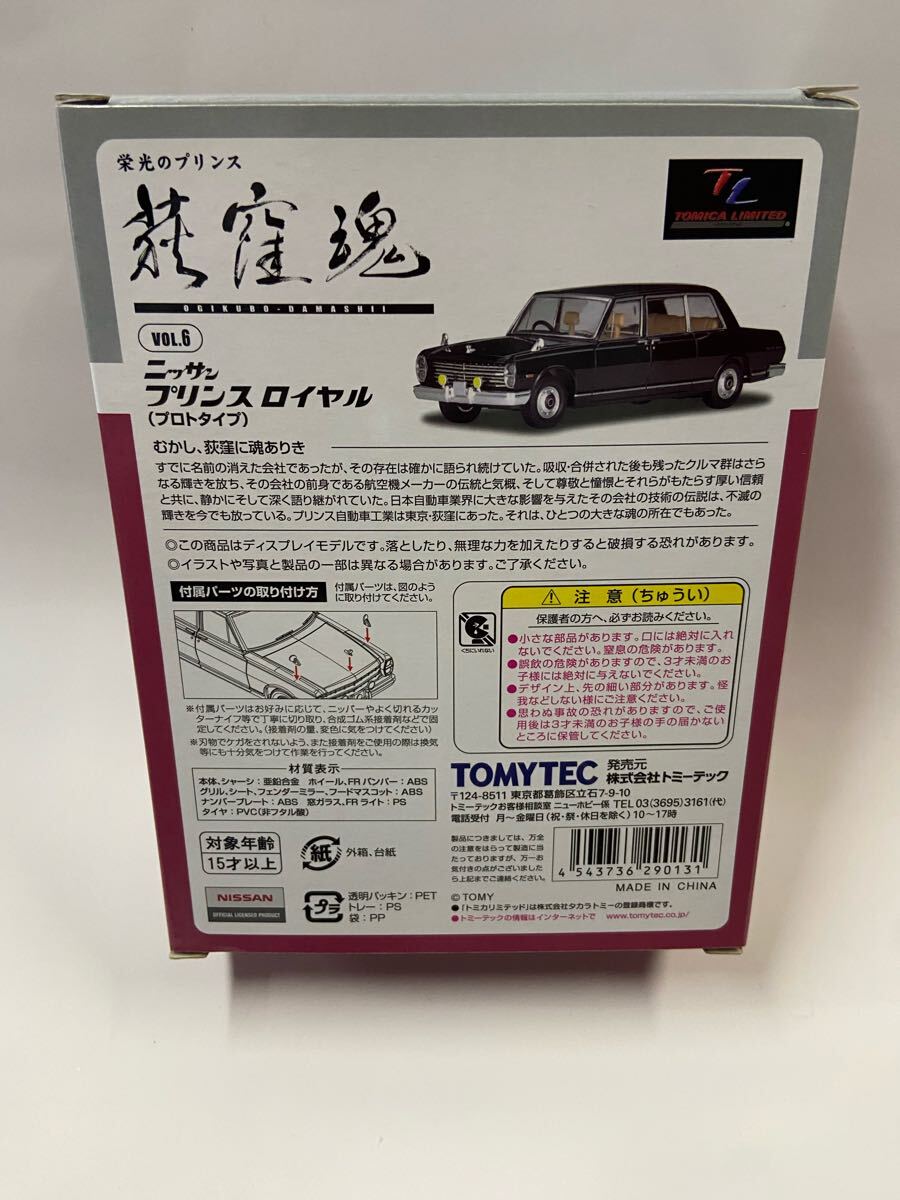 栄光のプリンス
荻窪魂
OGIKUBO-DAMASHII
TL
TOMICA LIMITED
VOL.6
ニッサン
プリンス ロイヤル
(プロトタイプ)
むかし、荻窪に魂ありき
すでに名前の消えた会社であったが、その存在は確かに語られ続けていた。吸収・合併された後も残ったクルマ群はさら
なる輝きを放ち、その会社の前身である航空機メーカーの伝統と気概、そして尊敬と憧憬とそれらがもたらす厚い信頼
と共に、静かにそして深く語り継がれていた。日本自動車業界に大きな影響を与えたその会社の技術の伝説は、不滅の
輝きを今でも放っている。プリンス自動車工業は東京・荻窪にあった。それは、ひとつの大きな魂の所在でもあった。
◎この商品はディスプレイモデルです。落としたり、無理な力を加えたりすると破損する恐れがあります。
◎イラストや写真と製品の一部は異なる場合があります。ご了承ください。
付属パーツの取り付け方
付属パーツは、図のよう
に取り付けてください。
※付属パーツはお好みに応じて、ニッパーやよく切れるカッ
ターナイフ等で丁寧に切り取り、合成ゴム系接着剤などで固
定してください。(接着剤の量、変色に気をつけてください)
※刃物でケガをされないよう、また接着剤をご使用の際は換気
等にも十分気をつけて作業を行ってください。
材質表示
本体、シャーシ:亜鉛合金 ホイール、FRバンパー:ABS
グリル、シート、フェンダーミラー、フードマスコット:ABS
ナンバープレート:ABS 窓ガラス、FRライト:PS
タイヤ:PVC(非フタル酸)
対象年齢
15才以上
紙
外箱、台紙
NISSAN
OFFICIAL LICENSED PRODUCT
プラ
透明パッキン:PET
トレー:PS
袋:PP
くちにいれない
⚠ 注意(ちゅうい)
保護者の方へ、必ずお読みください。
●小さな部品があります。口には絶対に入れ
ないでください。窒息の危険があります。
●誤飲の危険がありますので、3才未満のお
子様には絶対に与えないでください。
●デザイン上、先の細い部分があります。怪
我などしない様にご注意ください。
●思わぬ事故の恐れがありますので、ご使
用後は3才未満のお子様の手の届かない
ところに保管してください。
TOMYTEC 発売元 株式会社トミーテック
〒124-8511 東京都葛飾区立石7-9-10
トミーテックお客様相談室 ニューホビー係 TEL 03(3695)3161(代)
電話受付 月〜金曜日(祝・祭・休日を除く)10〜17時
製品につきましては、万全
の注意をはらって製造に当
たっておりますが、万一お
気付きの点がございました
ら上記までご連絡ください。
4 543736 290131
MADE IN CHINA
©TOMY
●「トミカリミテッド」は株式会社タカラトミーの登録商標です。
●トミーテックの情報はインターネットで www.tomytec.co.jp/